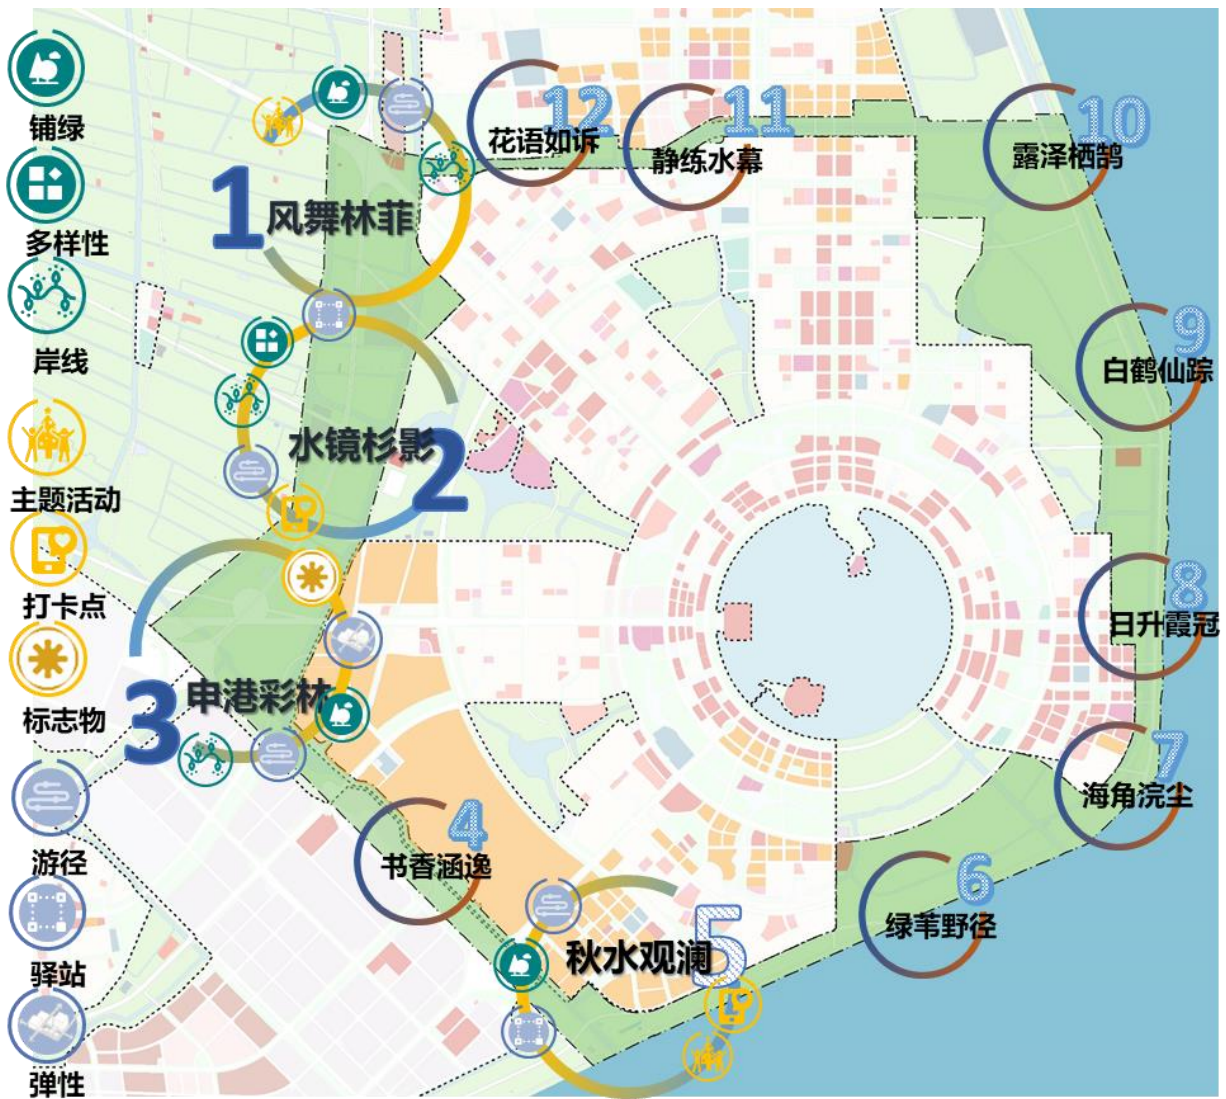 铺绿
多样性
岸线
主题活动
打卡点
标志物
游径
驿站
弹性
1
风舞林菲
2
水镜杉影
3
申港彩林
4
书香涵逸
5
秋水观澜
6
绿苇野径
7
海角浣尘
8
日升霞冠
9
白鹤仙踪
10
露泽栖鹄
11
静练水幕
12
花语如诉